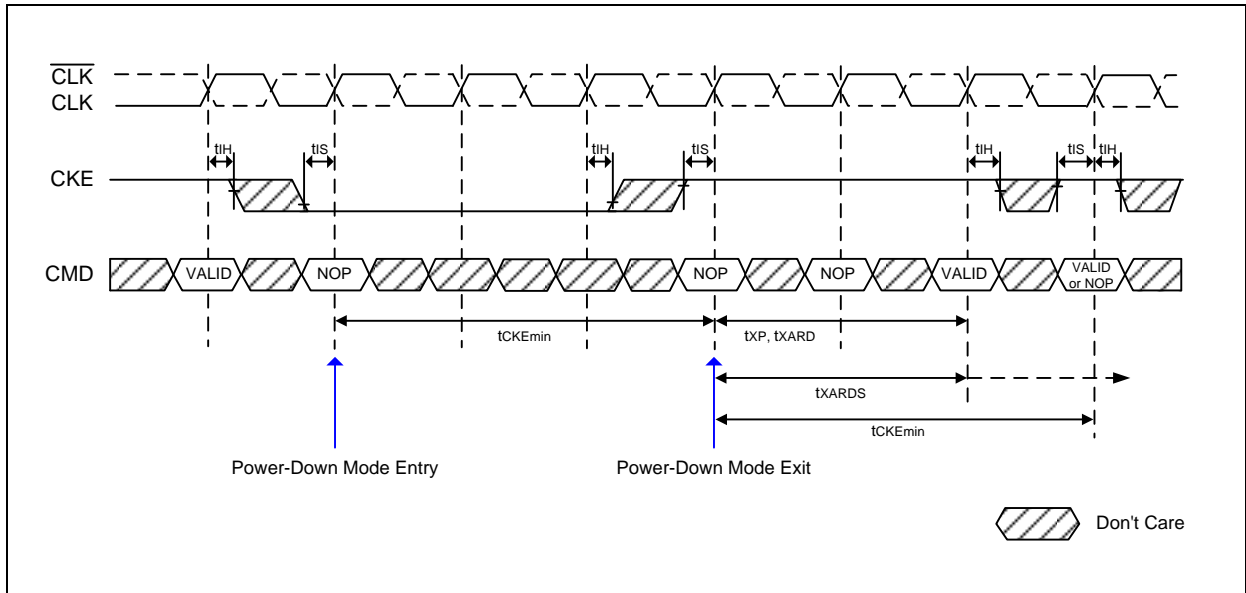 CLK
CLK
tIH tIS tIH tIS tIH tIS tIH
CKE
CMD VALID NOP NOP NOP VALID VALID or NOP
tCKEmin tXP, tXARD
tXARDS
tCKEmin
Power-Down Mode Entry Power-Down Mode Exit
Don't Care